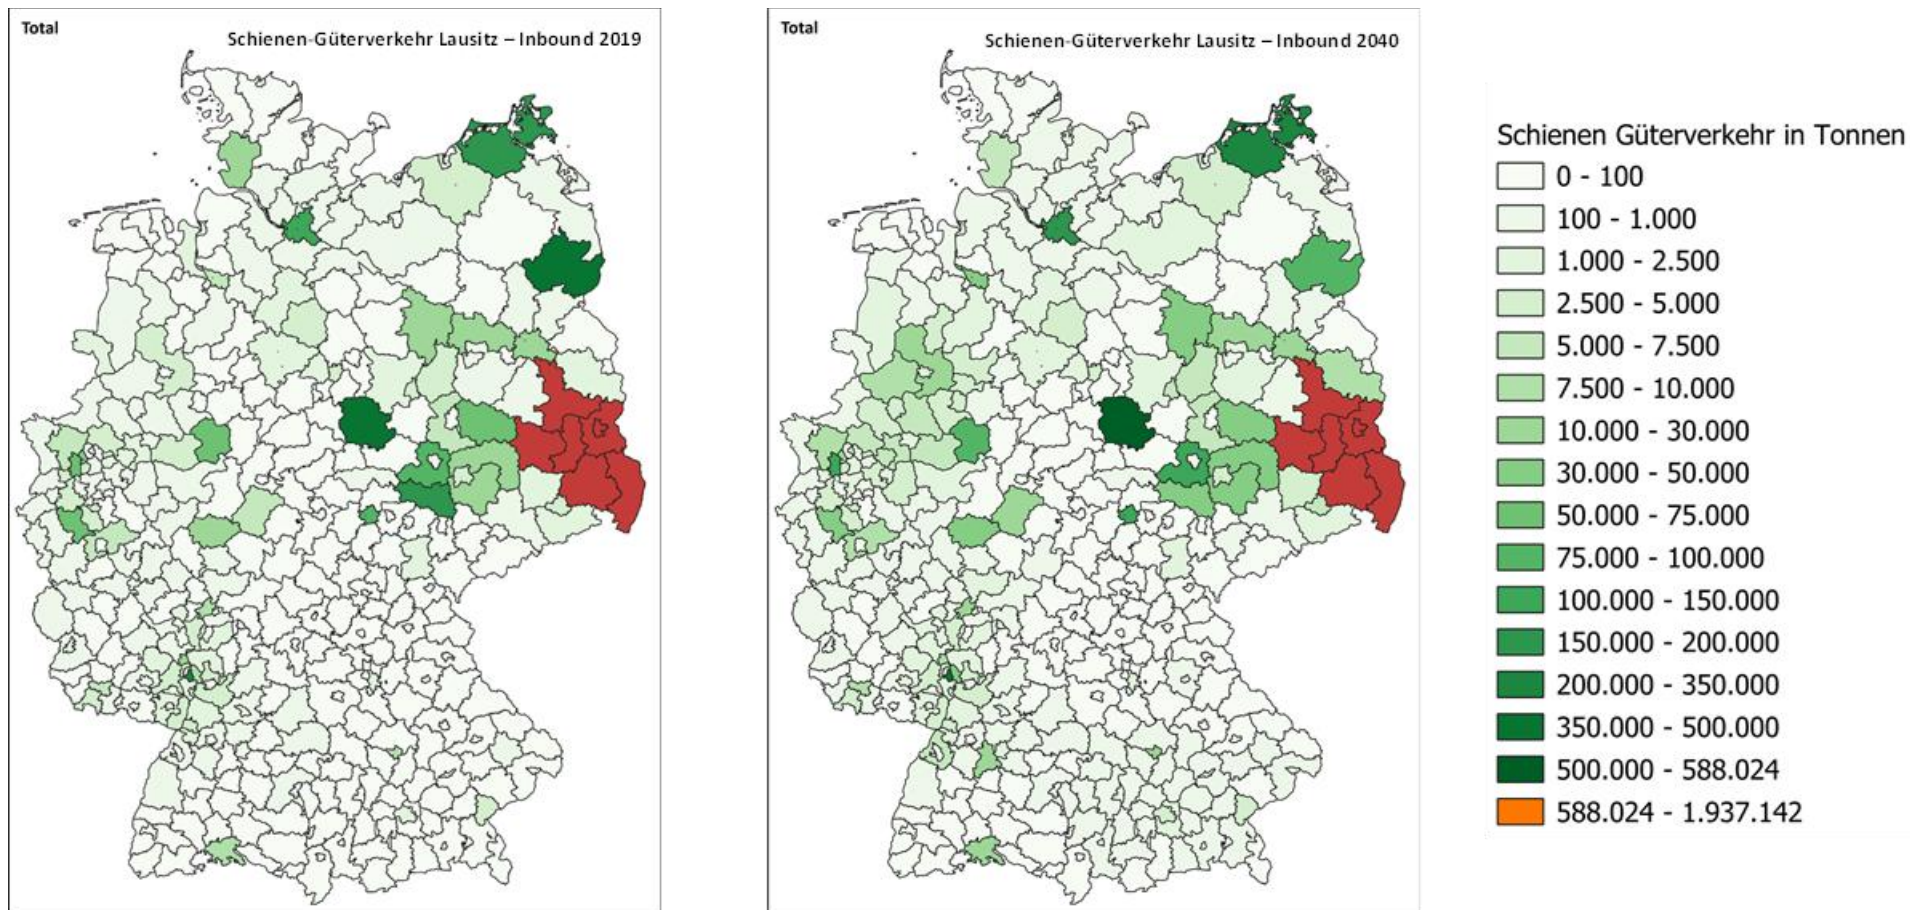 Total
Schienen-Güterverkehr Lausitz – Inbound 2019
Total
Schienen-Güterverkehr Lausitz – Inbound 2040
Schienen Güterverkehr in Tonnen
0 - 100
100 - 1.000
1.000 - 2.500
2.500 - 5.000
5.000 - 7.500
7.500 - 10.000
10.000 - 30.000
30.000 - 50.000
50.000 - 75.000
75.000 - 100.000
100.000 - 150.000
150.000 - 200.000
200.000 - 350.000
350.000 - 500.000
500.000 - 588.024
588.024 - 1.937.142